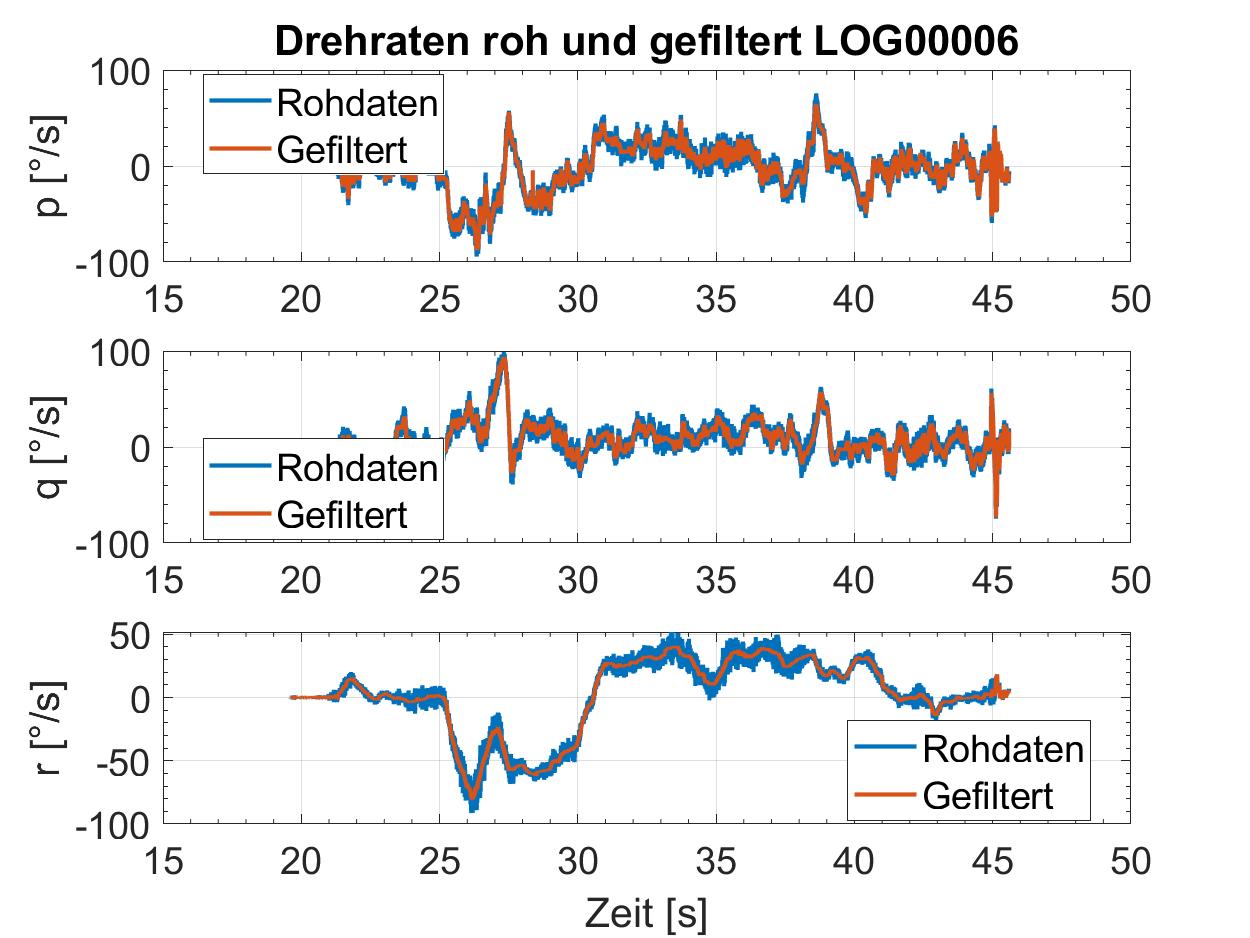 Drehraten roh und gefiltert LOG00006
100
0
-100
p [°/s]
Rohdaten
Gefiltert
15 20 25 30 35 40 45 50
100
0
-100
q [°/s]
Rohdaten
Gefiltert
15 20 25 30 35 40 45 50
50
0
-50
-100
r [°/s]
Rohdaten
Gefiltert
15 20 25 30 35 40 45 50
Zeit [s]